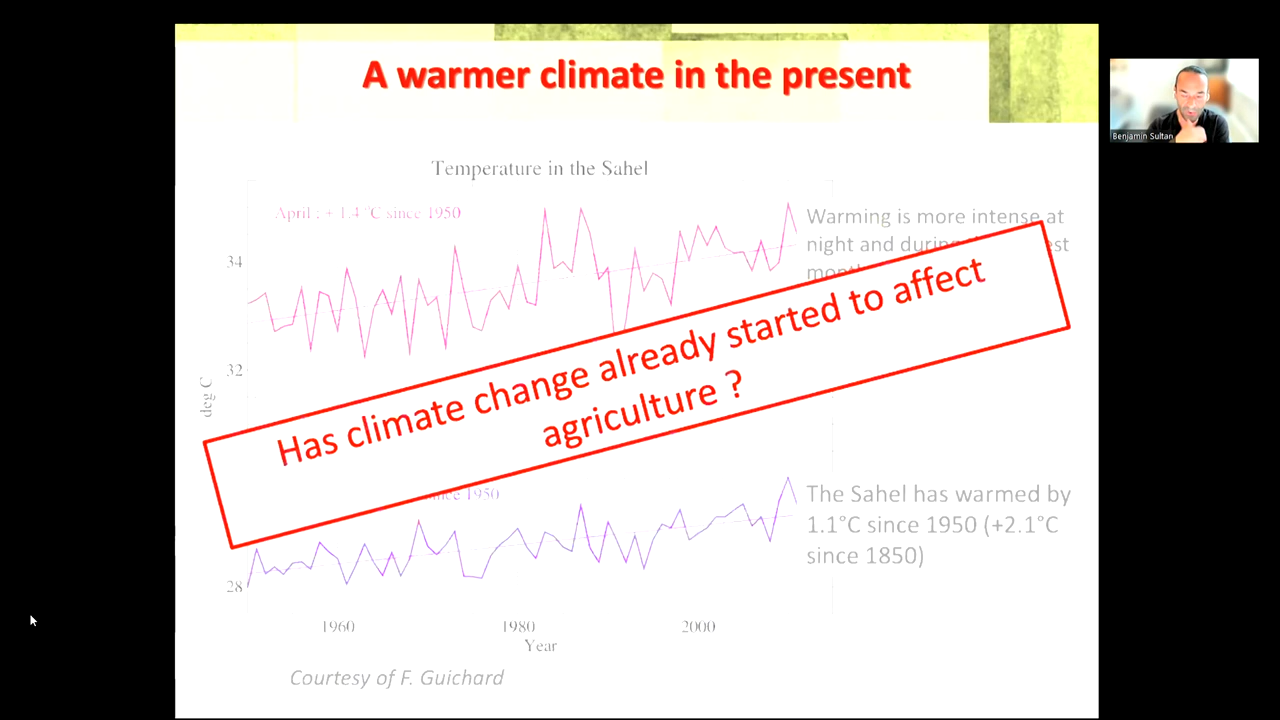 A warmer climate in the present
Benjamin Sultan
Temperature in the Sahel
April : + 1.4 °C since 1950
Warming is more intense at
night and during
est
34
32
deg C
Has climate change already started to affect
agriculture ?
since 1950
The Sahel has warmed by
1.1°C since 1950 (+2.1°C
since 1850)
28
1960
1980
2000
Year
Courtesy of F. Guichard